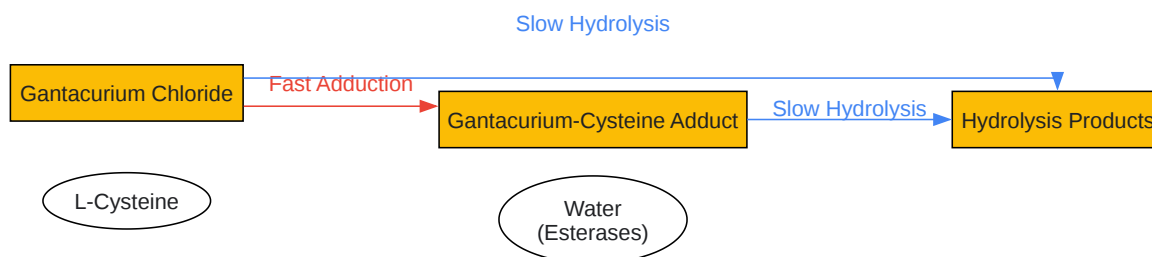 Slow Hydrolysis
Gantacurium Chloride
Fast Adduction
Gantacurium-Cysteine Adduct
Slow Hydrolysis
Hydrolysis Products
L-Cysteine
Water
(Esterases)